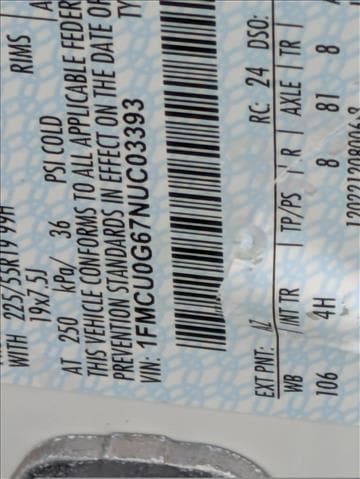 RIMS
WITH 225/55R19 99H
19x7.5J
AT 250 kPa/ 36 PSI COLD
THIS VEHICLE CONFORMS TO ALL APPLICABLE FEDER
PREVENTION STANDARDS IN EFFECT ON THE DATE OF
VIN: 1FMCU0G67NUC03393 TY
EXT PNT: AZ RC: 24 DSO:
WB / INT TR TP/PS R AXLE TR
106 4H 8 81 8